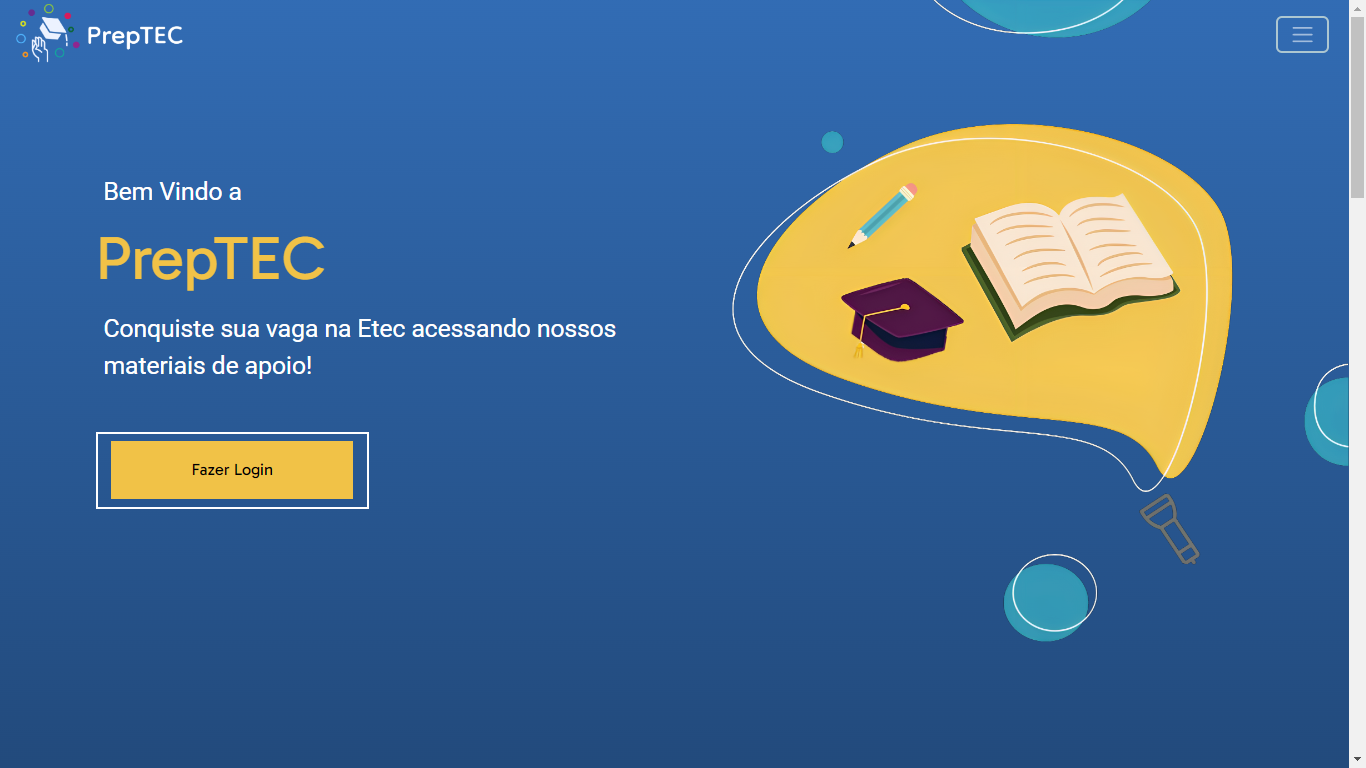 PrepTEC
Bem Vindo a
PrepTEC
Conquiste sua vaga na Etec acessando nossos
materiais de apoio!
Fazer Login